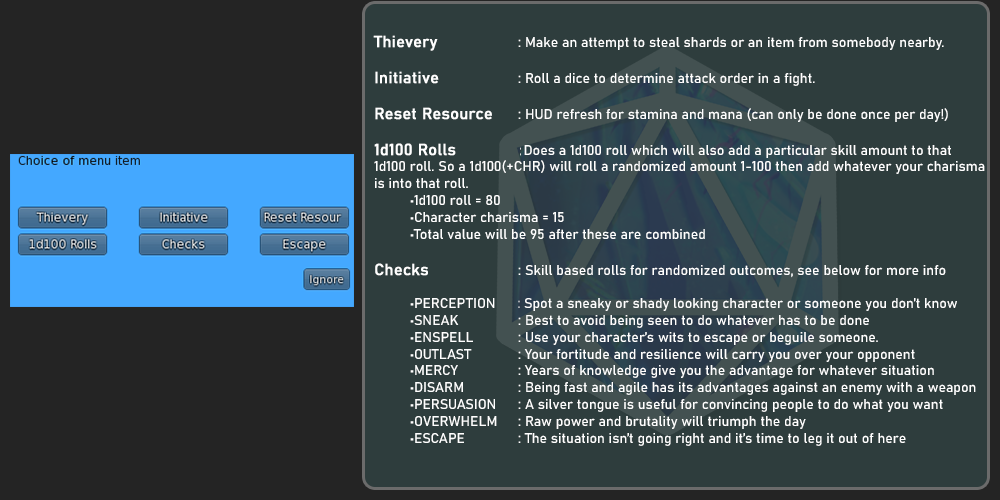 Choice of menu item
Thievery
Initiative
Reset Resour
1d100 Rolls
Checks
Escape
Ignore
Thievery : Make an attempt to steal shards or an item from somebody nearby.
Initiative : Roll a dice to determine attack order in a fight.
Reset Resource : HUD refresh for stamina and mana (can only be done once per day!)
1d100 Rolls : Does a 1d100 roll which will also add a particular skill amount to that
1d100 roll. So a 1d100(+CHR) will roll a randomized amount 1-100 then add whatever your charisma
is into that roll.
•1d100 roll = 80
•Character charisma = 15
•Total value will be 95 after these are combined
Checks : Skill based rolls for randomized outcomes, see below for more info
•PERCEPTION : Spot a sneaky or shady looking character or someone you don't know
•SNEAK : Best to avoid being seen to do whatever has to be done
•ENSPELL : Use your character's wits to escape or beguile someone.
•OUTLAST : Your fortitude and resilience will carry you over your opponent
•MERCY : Years of knowledge give you the advantage for whatever situation
•DISARM : Being fast and agile has its advantages against an enemy with a weapon
•PERSUASION : A silver tongue is useful for convincing people to do what you want
•OVERWHELM : Raw power and brutality will triumph the day
•ESCAPE : The situation isn't going right and it's time to leg it out of here